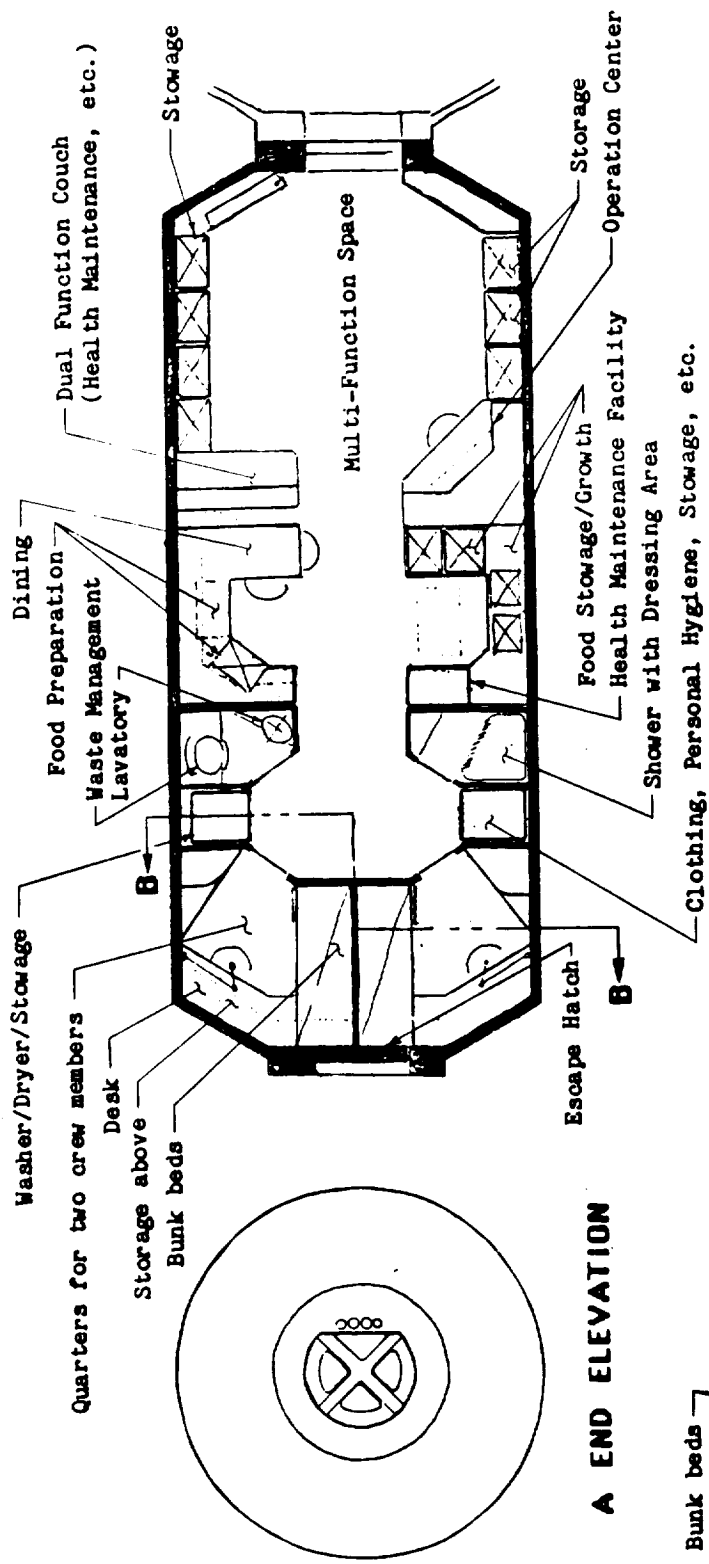 Washer/Dryer/Stowage
Quarters for two crew members
Desk
Storage above
Bunk beds
Dining
Food Preparation
Waste Management
Lavatory
Dual Function Couch
(Health Maintenance, etc.)
Stowage
B
Multi-Function Space
B
Escape Hatch
Storage
Operation Center
Food Stowage/Growth
Health Maintenance Facility
Shower with Dressing Area
Clothing, Personal Hygiene, Stowage, etc.
A END ELEVATION
Bunk beds